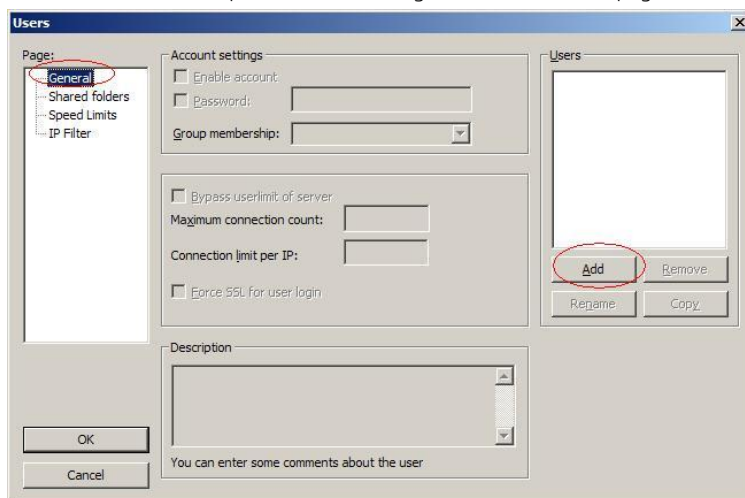 Users
Page:
General
Shared folders
Speed Limits
IP Filter
OK
Cancel
Account settings
Enable account
Password:
Group membership:
Bypass userlimit of server
Maximum connection count:
Connection limit per IP:
Force SSL for user login
Description
You can enter some comments about the user
Users
Add
Remove
Rename
Copy